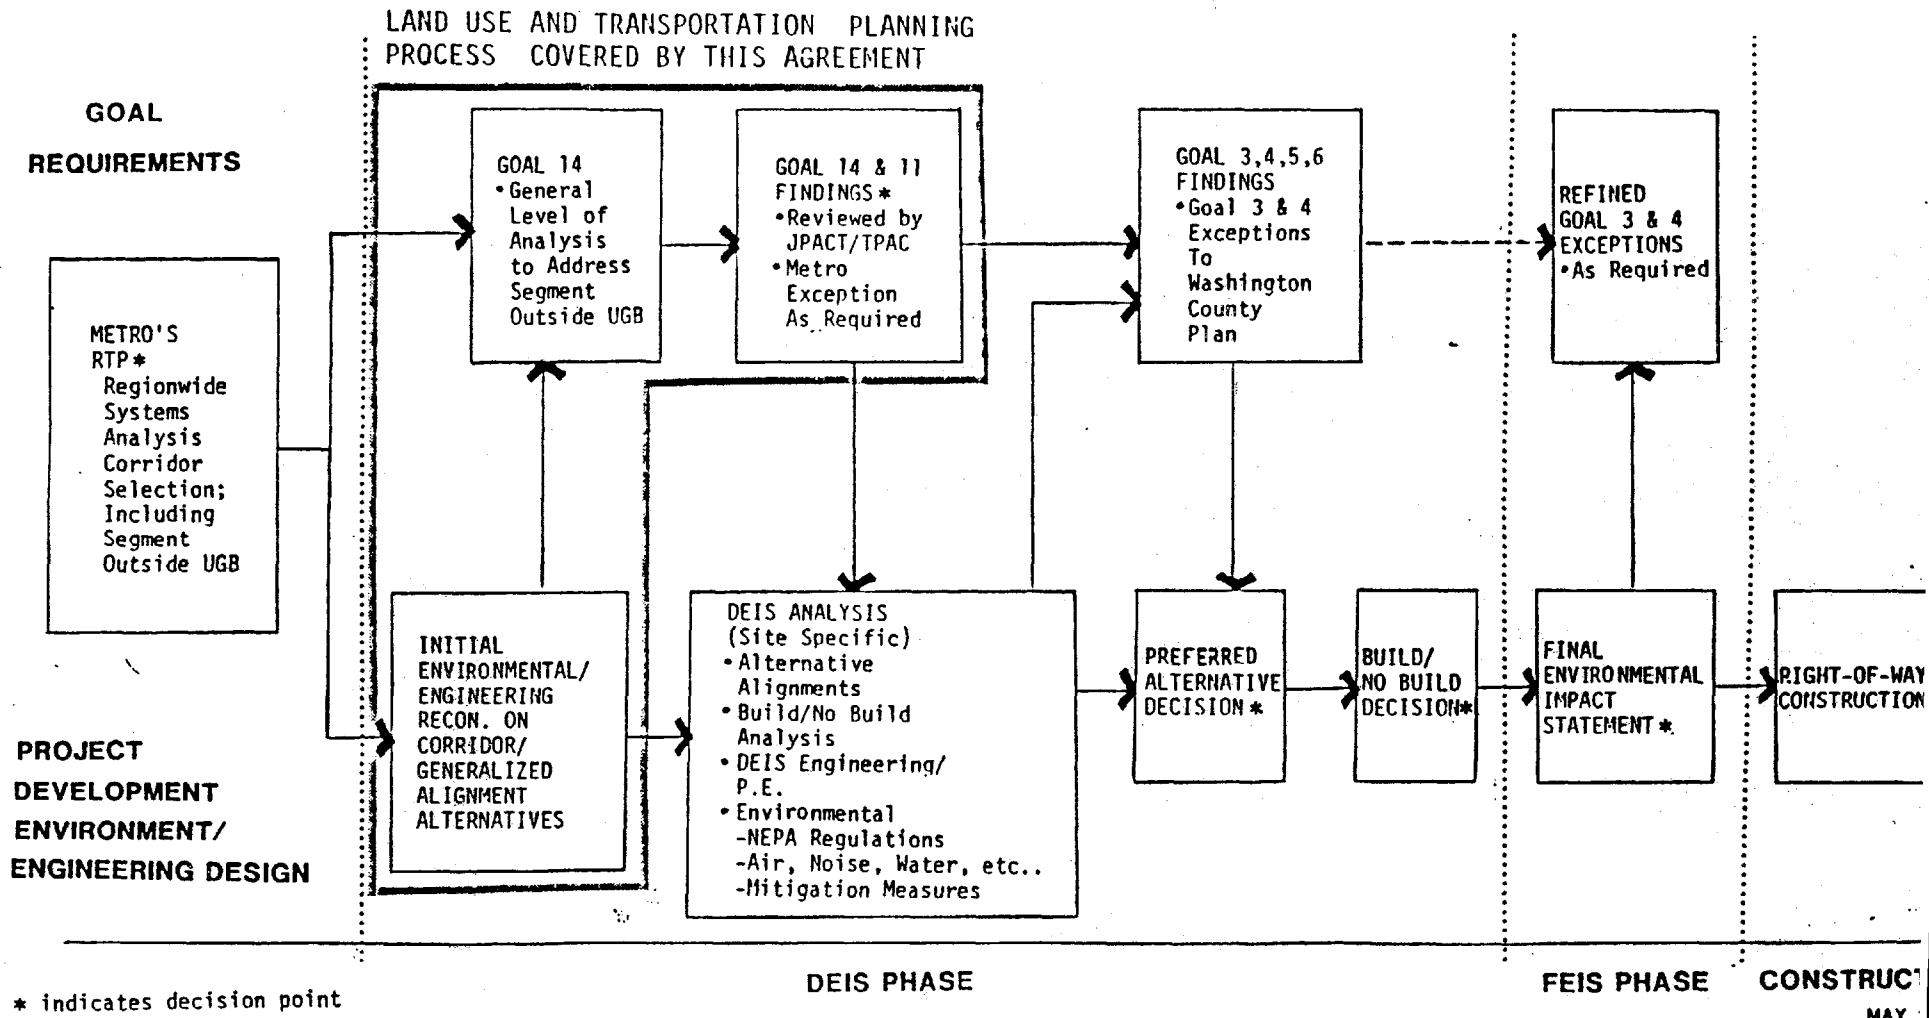 LAND USE AND TRANSPORTATION PLANNING
PROCESS COVERED BY THIS AGREEMENT
GOAL
REQUIREMENTS
METRO'S
RTP*
Regionwide
Systems
Analysis
Corridor
Selection;
Including
Segment
Outside UGB
GOAL 14
•General
Level of
Analysis
to Address
Segment
Outside UGB
GOAL 14 & 11
FINDINGS*
•Reviewed by
JPACT/TPAC
•Metro
Exception
As Required
GOAL 3,4,5,6
FINDINGS
•Goal 3 & 4
Exceptions
To
Washington
County
Plan
REFINED
GOAL 3 & 4
EXCEPTIONS
•As Required
PROJECT
DEVELOPMENT
ENVIRONMENT/
ENGINEERING DESIGN
INITIAL
ENVIRONMENTAL/
ENGINEERING
RECON. ON
CORRIDOR/
GENERALIZED
ALIGNMENT
ALTERNATIVES
DEIS ANALYSIS
(Site Specific)
•Alternative
Alignments
•Build/No Build
Analysis
•DEIS Engineering/
P.E.
•Environmental
-NEPA Regulations
-Air, Noise, Water, etc..
-Mitigation Measures
PREFERRED
ALTERNATIVE
DECISION*
BUILD/
NO BUILD
DECISION*
FINAL
ENVIRONMENTAL
IMPACT
STATEMENT*
RIGHT-OF-WAY
CONSTRUCTION
DEIS PHASE
FEIS PHASE
CONSTRUCT
* indicates decision point
MAY